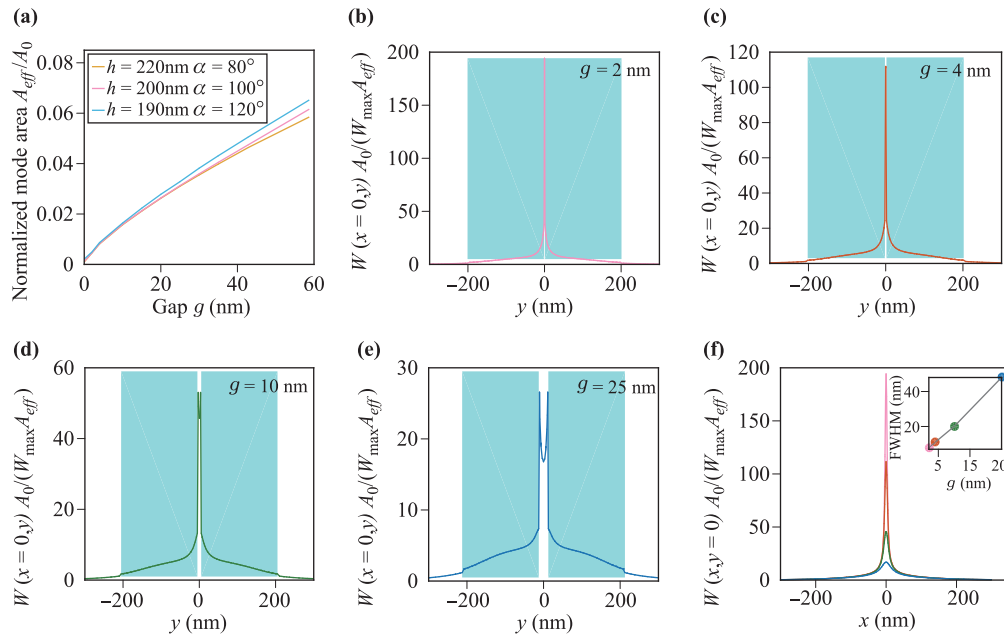 (a)
Normalized mode area A_eff/A_0
0.08
0.06
0.04
0.02
0
h = 220nm α = 80°
h = 200nm α = 100°
h = 190nm α = 120°
0 20 40 60
Gap g (nm)
(b)
W (x = 0,y) A_0/(W_max A_eff)
200
150
100
50
0
g = 2 nm
−200 0 200
y (nm)
(c)
W (x = 0,y) A_0/(W_max A_eff)
120
100
80
60
40
20
0
g = 4 nm
−200 0 200
y (nm)
(d)
W (x = 0,y) A_0/(W_max A_eff)
60
40
20
0
g = 10 nm
−200 0 200
y (nm)
(e)
W (x = 0,y) A_0/(W_max A_eff)
30
25
20
15
10
5
0
g = 25 nm
−200 0 200
y (nm)
(f)
W (x,y = 0) A_0/(W_max A_eff)
200
150
100
50
0
FWHM (nm)
40
20
5 15 20
g (nm)
−200 0 200
x (nm)